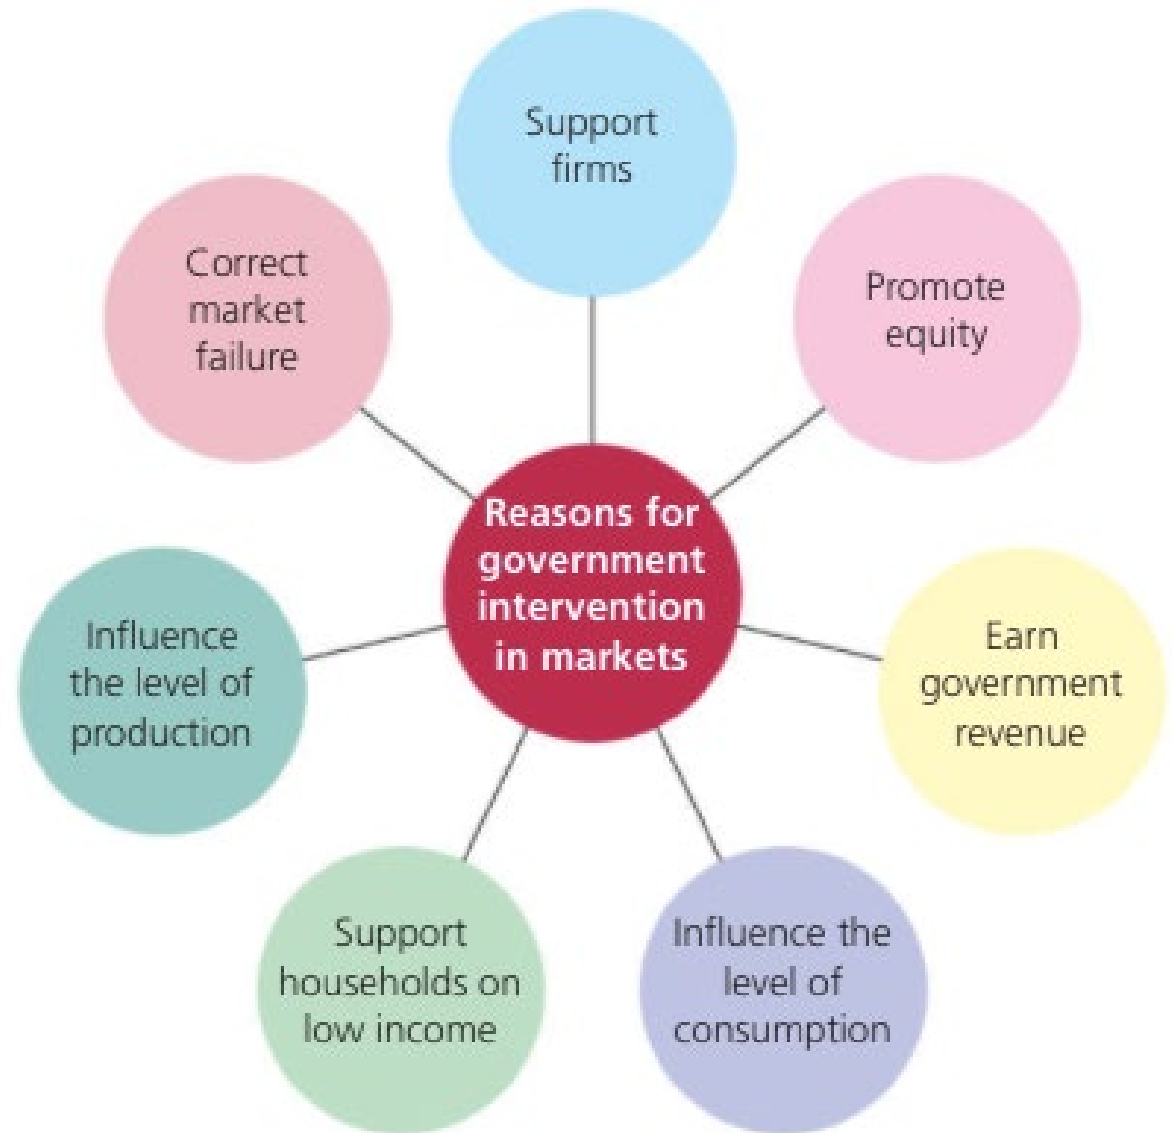 Support
firms
Promote
equity
Earn
government
revenue
Influence the
level of
consumption
Support
households on
low income
Influence
the level of
production
Correct
market
failure
Reasons for
government
intervention
in markets